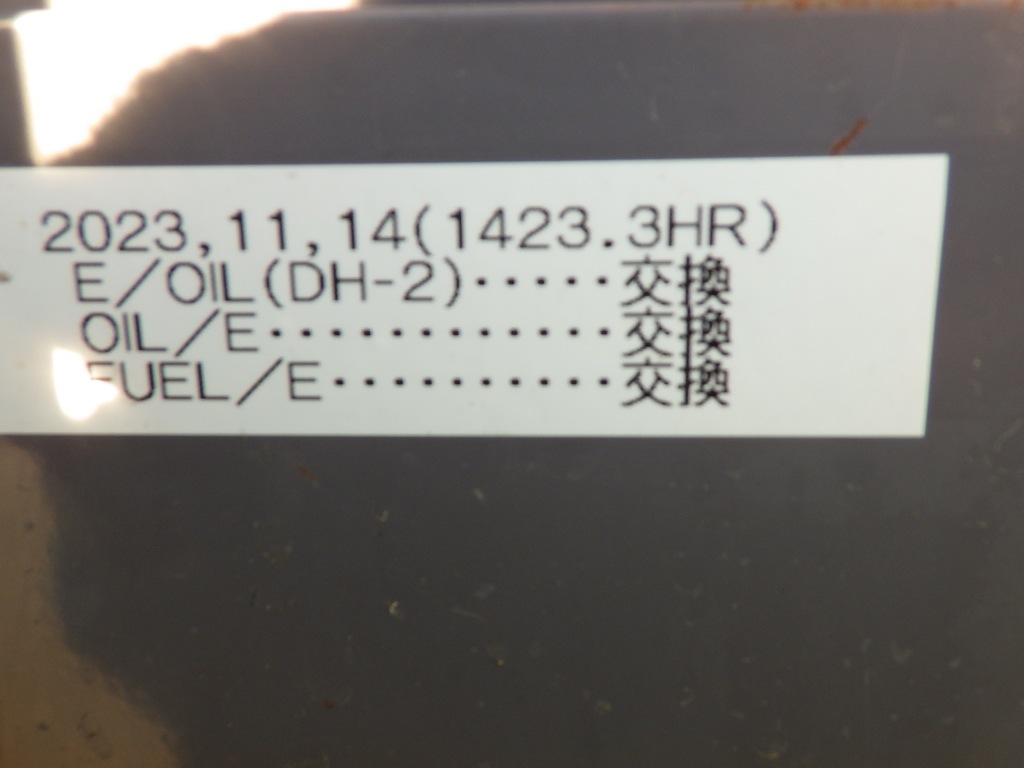 2023,11,14(1423.3HR)
E/OIL(DH-2)・・・・・交換
OIL/E・・・・・・・・・・・・交換
FUEL/E・・・・・・・・・・交換